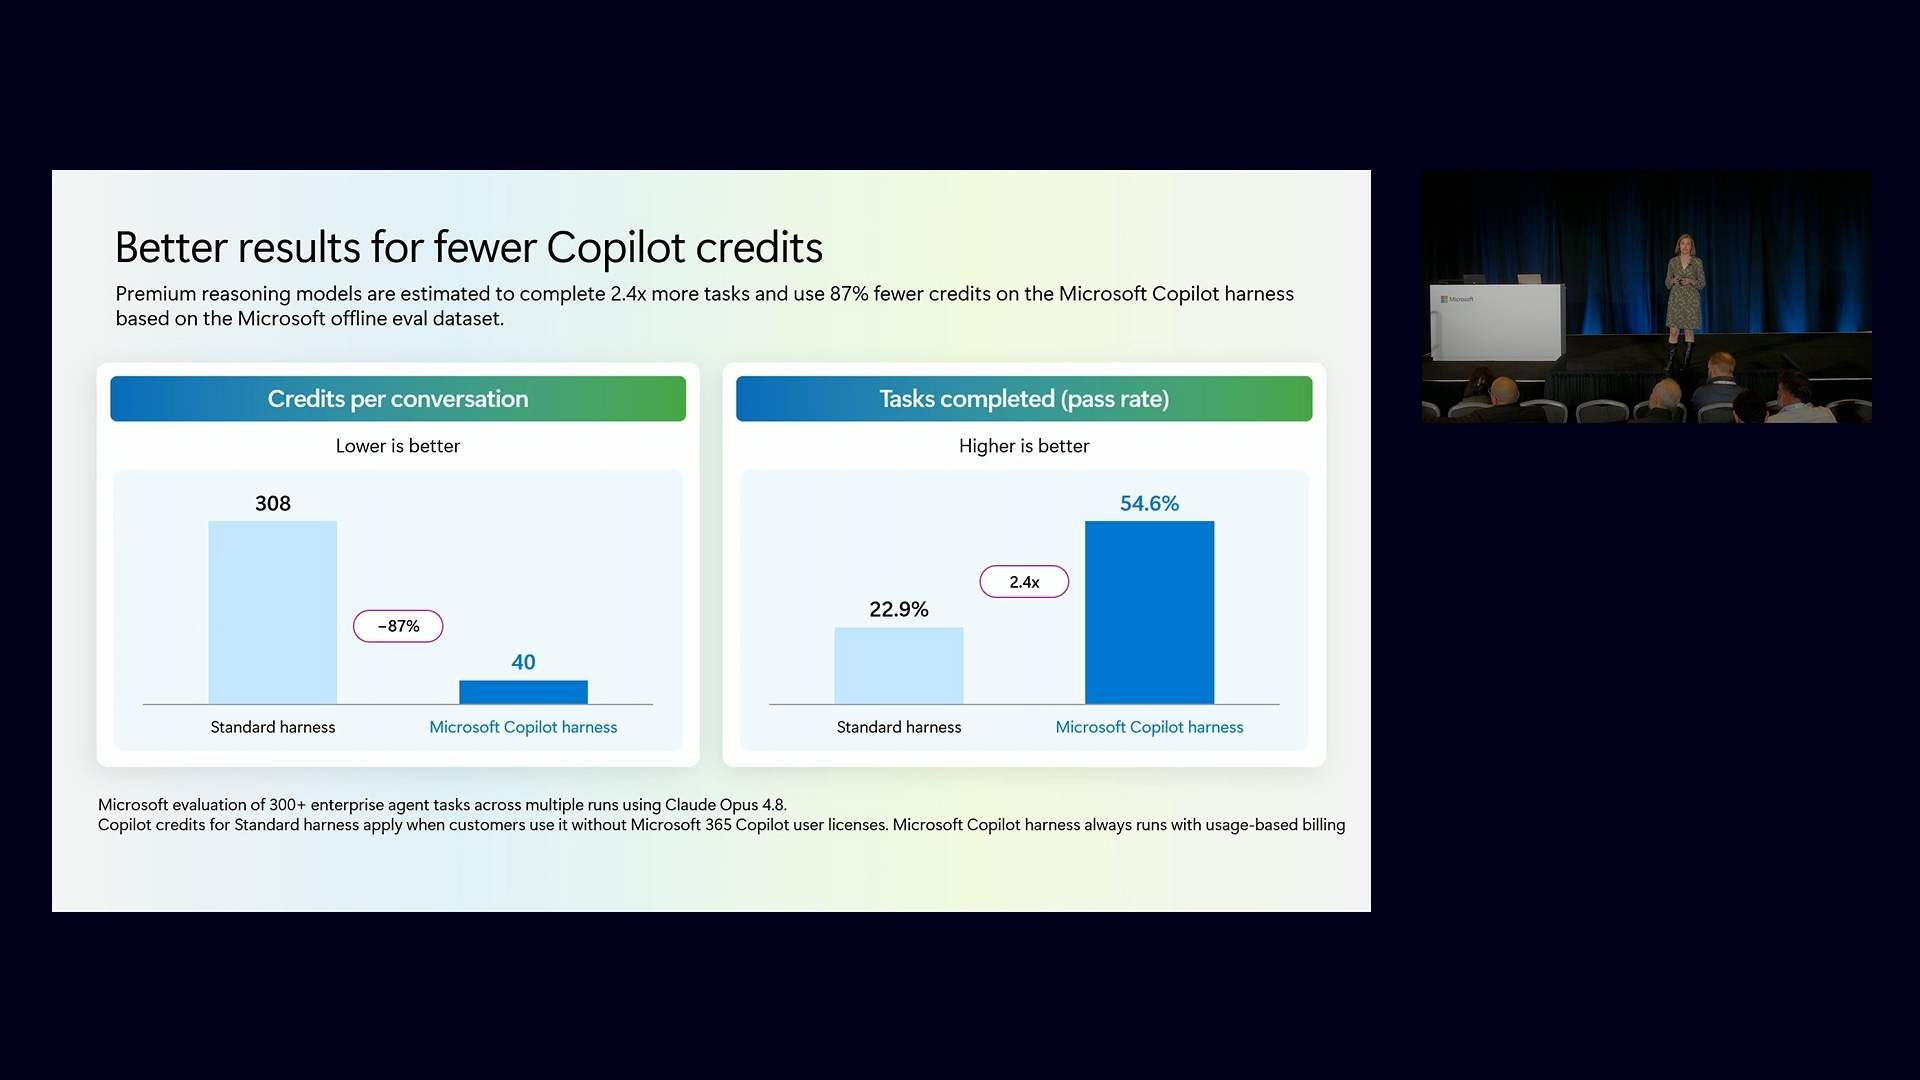 Better results for fewer Copilot credits
Premium reasoning models are estimated to complete 2.4x more tasks and use 87% fewer credits on the Microsoft Copilot harness
based on the Microsoft offline eval dataset.
Credits per conversation
Lower is better
308
−87%
40
Standard harness
Microsoft Copilot harness
Tasks completed (pass rate)
Higher is better
54.6%
2.4x
22.9%
Standard harness
Microsoft Copilot harness
Microsoft evaluation of 300+ enterprise agent tasks across multiple runs using Claude Opus 4.8.
Copilot credits for Standard harness apply when customers use it without Microsoft 365 Copilot user licenses. Microsoft Copilot harness always runs with usage-based billing
Microsoft